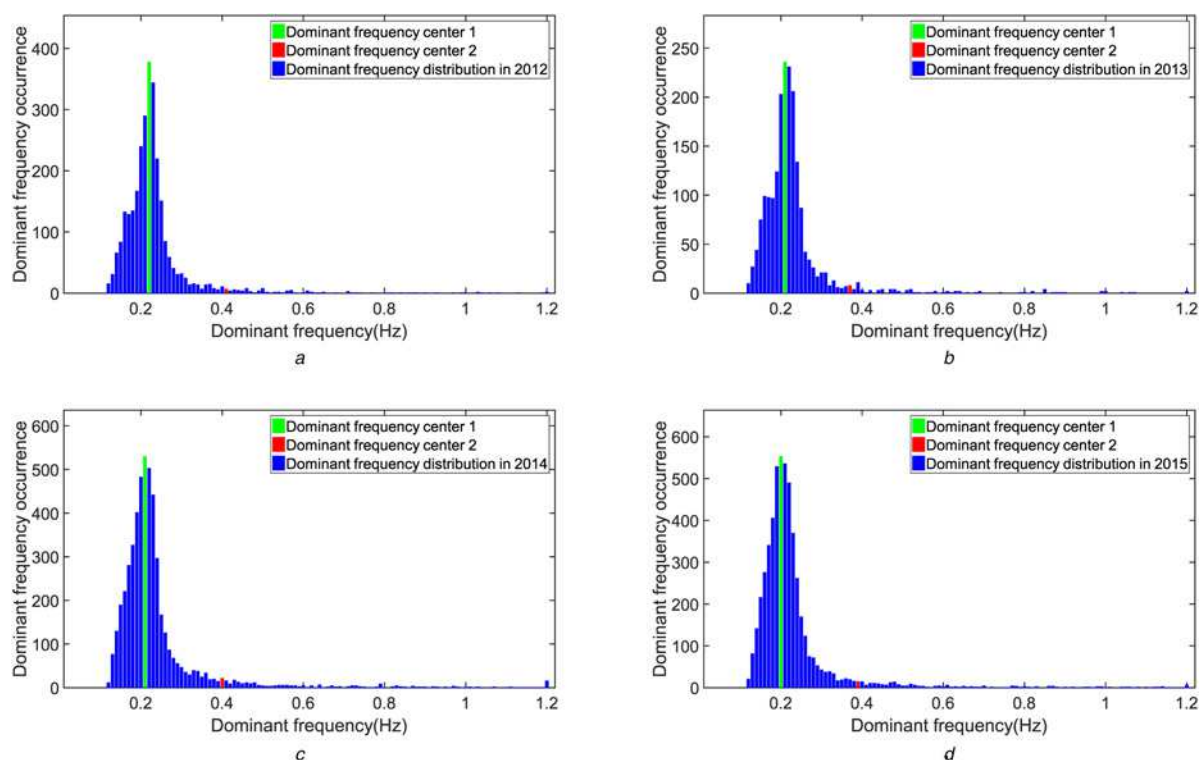 Dominant frequency occurrence
400
300
200
100
0
Dominant frequency center 1
Dominant frequency center 2
Dominant frequency distribution in 2012
0.2 0.4 0.6 0.8 1 1.2
Dominant frequency(Hz)
a
Dominant frequency occurrence
250
200
150
100
50
0
Dominant frequency center 1
Dominant frequency center 2
Dominant frequency distribution in 2013
0.2 0.4 0.6 0.8 1 1.2
Dominant frequency(Hz)
b
Dominant frequency occurrence
600
500
400
300
200
100
0
Dominant frequency center 1
Dominant frequency center 2
Dominant frequency distribution in 2014
0.2 0.4 0.6 0.8 1 1.2
Dominant frequency(Hz)
c
Dominant frequency occurrence
600
500
400
300
200
100
0
Dominant frequency center 1
Dominant frequency center 2
Dominant frequency distribution in 2015
0.2 0.4 0.6 0.8 1 1.2
Dominant frequency(Hz)
d